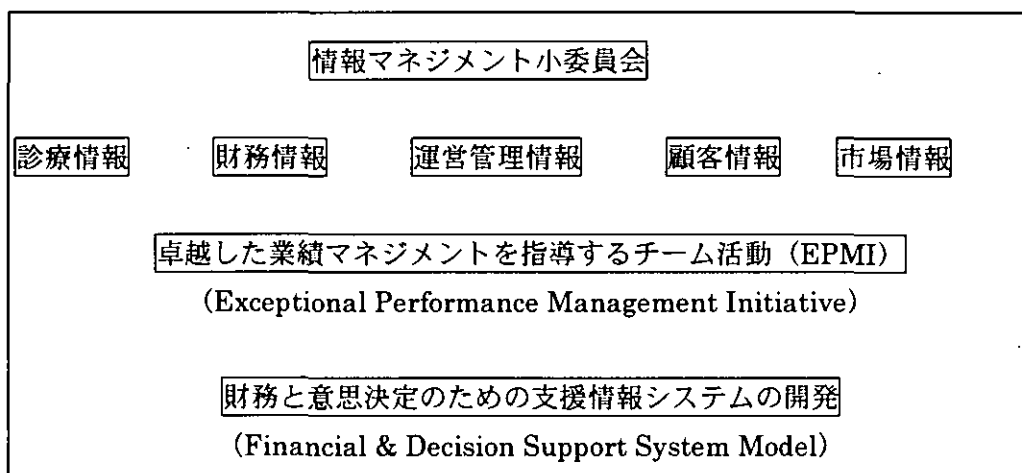 情報マネジメント小委員会
診療情報 財務情報 運営管理情報 顧客情報 市場情報
卓越した業績マネジメントを指導するチーム活動（EPMI）
(Exceptional Performance Management Initiative)
財務と意思決定のための支援情報システムの開発
(Financial & Decision Support System Model)